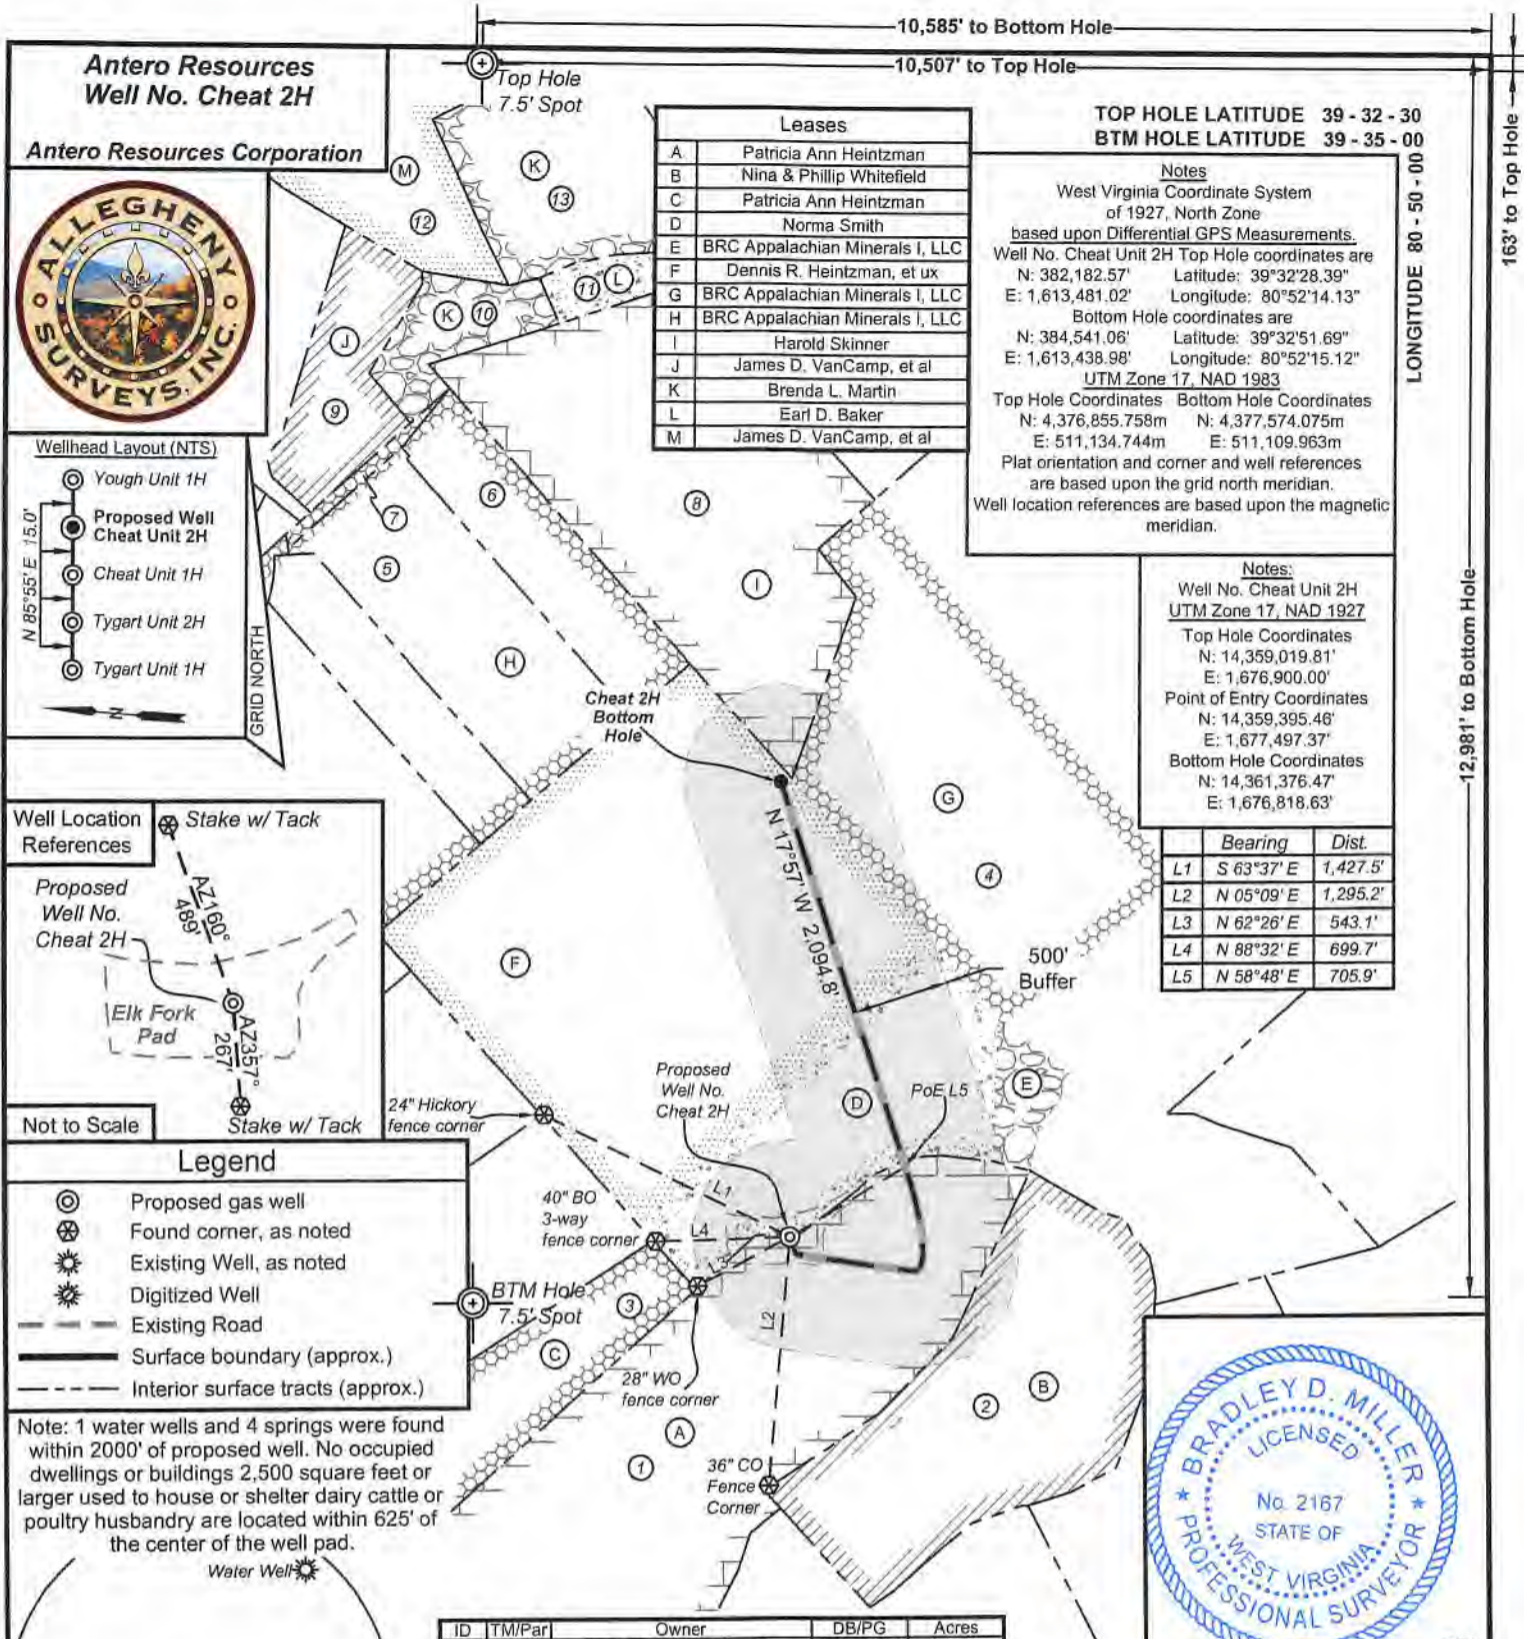 10,585' to Bottom Hole
10,507' to Top Hole
Antero Resources
Well No. Cheat 2H
Antero Resources Corporation
Top Hole
7.5' Spot
ALLEGHENY
SURVEYS, INC.
Leases
A Patricia Ann Heintzman
B Nina & Phillip Whitefield
C Patricia Ann Heintzman
D Norma Smith
E BRC Appalachian Minerals I, LLC
F Dennis R. Heintzman, et ux
G BRC Appalachian Minerals I, LLC
H BRC Appalachian Minerals I, LLC
I Harold Skinner
J James D. VanCamp, et al
K Brenda L. Martin
L Earl D. Baker
M James D. VanCamp, et al
TOP HOLE LATITUDE 39 - 32 - 30
BTM HOLE LATITUDE 39 - 35 - 00
LONGITUDE 80 - 50 - 00
163' to Top Hole
12,981' to Bottom Hole
Notes
West Virginia Coordinate System
of 1927, North Zone
based upon Differential GPS Measurements.
Well No. Cheat Unit 2H Top Hole coordinates are
N: 382,182.57' Latitude: 39°32'28.39"
E: 1,613,481.02' Longitude: 80°52'14.13"
Bottom Hole coordinates are
N: 384,541.06' Latitude: 39°32'51.69"
E: 1,613,438.98' Longitude: 80°52'15.12"
UTM Zone 17, NAD 1983
Top Hole Coordinates Bottom Hole Coordinates
N: 4,376,855.758m N: 4,377,574.075m
E: 511,134.744m E: 511,109.963m
Plat orientation and corner and well references
are based upon the grid north meridian.
Well location references are based upon the magnetic
meridian.
Notes:
Well No. Cheat Unit 2H
UTM Zone 17, NAD 1927
Top Hole Coordinates
N: 14,359,019.81'
E: 1,676,900.00'
Point of Entry Coordinates
N: 14,359,395.46'
E: 1,677,497.37'
Bottom Hole Coordinates
N: 14,361,376.47'
E: 1,676,818.63'
Bearing Dist.
L1 S 63°37' E 1,427.5'
L2 N 05°09' E 1,295.2'
L3 N 62°26' E 543.1'
L4 N 88°32' E 699.7'
L5 N 58°48' E 705.9'
Wellhead Layout (NTS)
Yough Unit 1H
Proposed Well
Cheat Unit 2H
Cheat Unit 1H
Tygart Unit 2H
Tygart Unit 1H
N 85°55' E 15.0'
N
GRID NORTH
M
12
K
13
11
L
K
10
J
9
6
7
5
8
I
H
Cheat 2H
Bottom
Hole
G
4
N 17°57' W 2,094.8'
F
500'
Buffer
E
D
PoE L5
Proposed
Well No.
Cheat 2H
Well Location
References
Stake w/ Tack
Proposed
Well No.
Cheat 2H
AZ160°
489'
Elk Fork
Pad
AZ357°
267'
Stake w/ Tack
Not to Scale
24" Hickory
fence corner
L1
40" BO
3-way
fence corner
L4
L3
L2
BTM Hole
7.5' Spot
3
C
28" WO
fence corner
A
1
B
2
36" CO
Fence
Corner
Legend
Proposed gas well
Found corner, as noted
Existing Well, as noted
Digitized Well
Existing Road
Surface boundary (approx.)
Interior surface tracts (approx.)
Note: 1 water wells and 4 springs were found
within 2000' of proposed well. No occupied
dwellings or buildings 2,500 square feet or
larger used to house or shelter dairy cattle or
poultry husbandry are located within 625' of
the center of the well pad.
Water Well
BRADLEY D. MILLER
LICENSED
No. 2167
STATE OF
WEST VIRGINIA
PROFESSIONAL SURVEYOR
ID TM/Par Owner DB/PG Acres